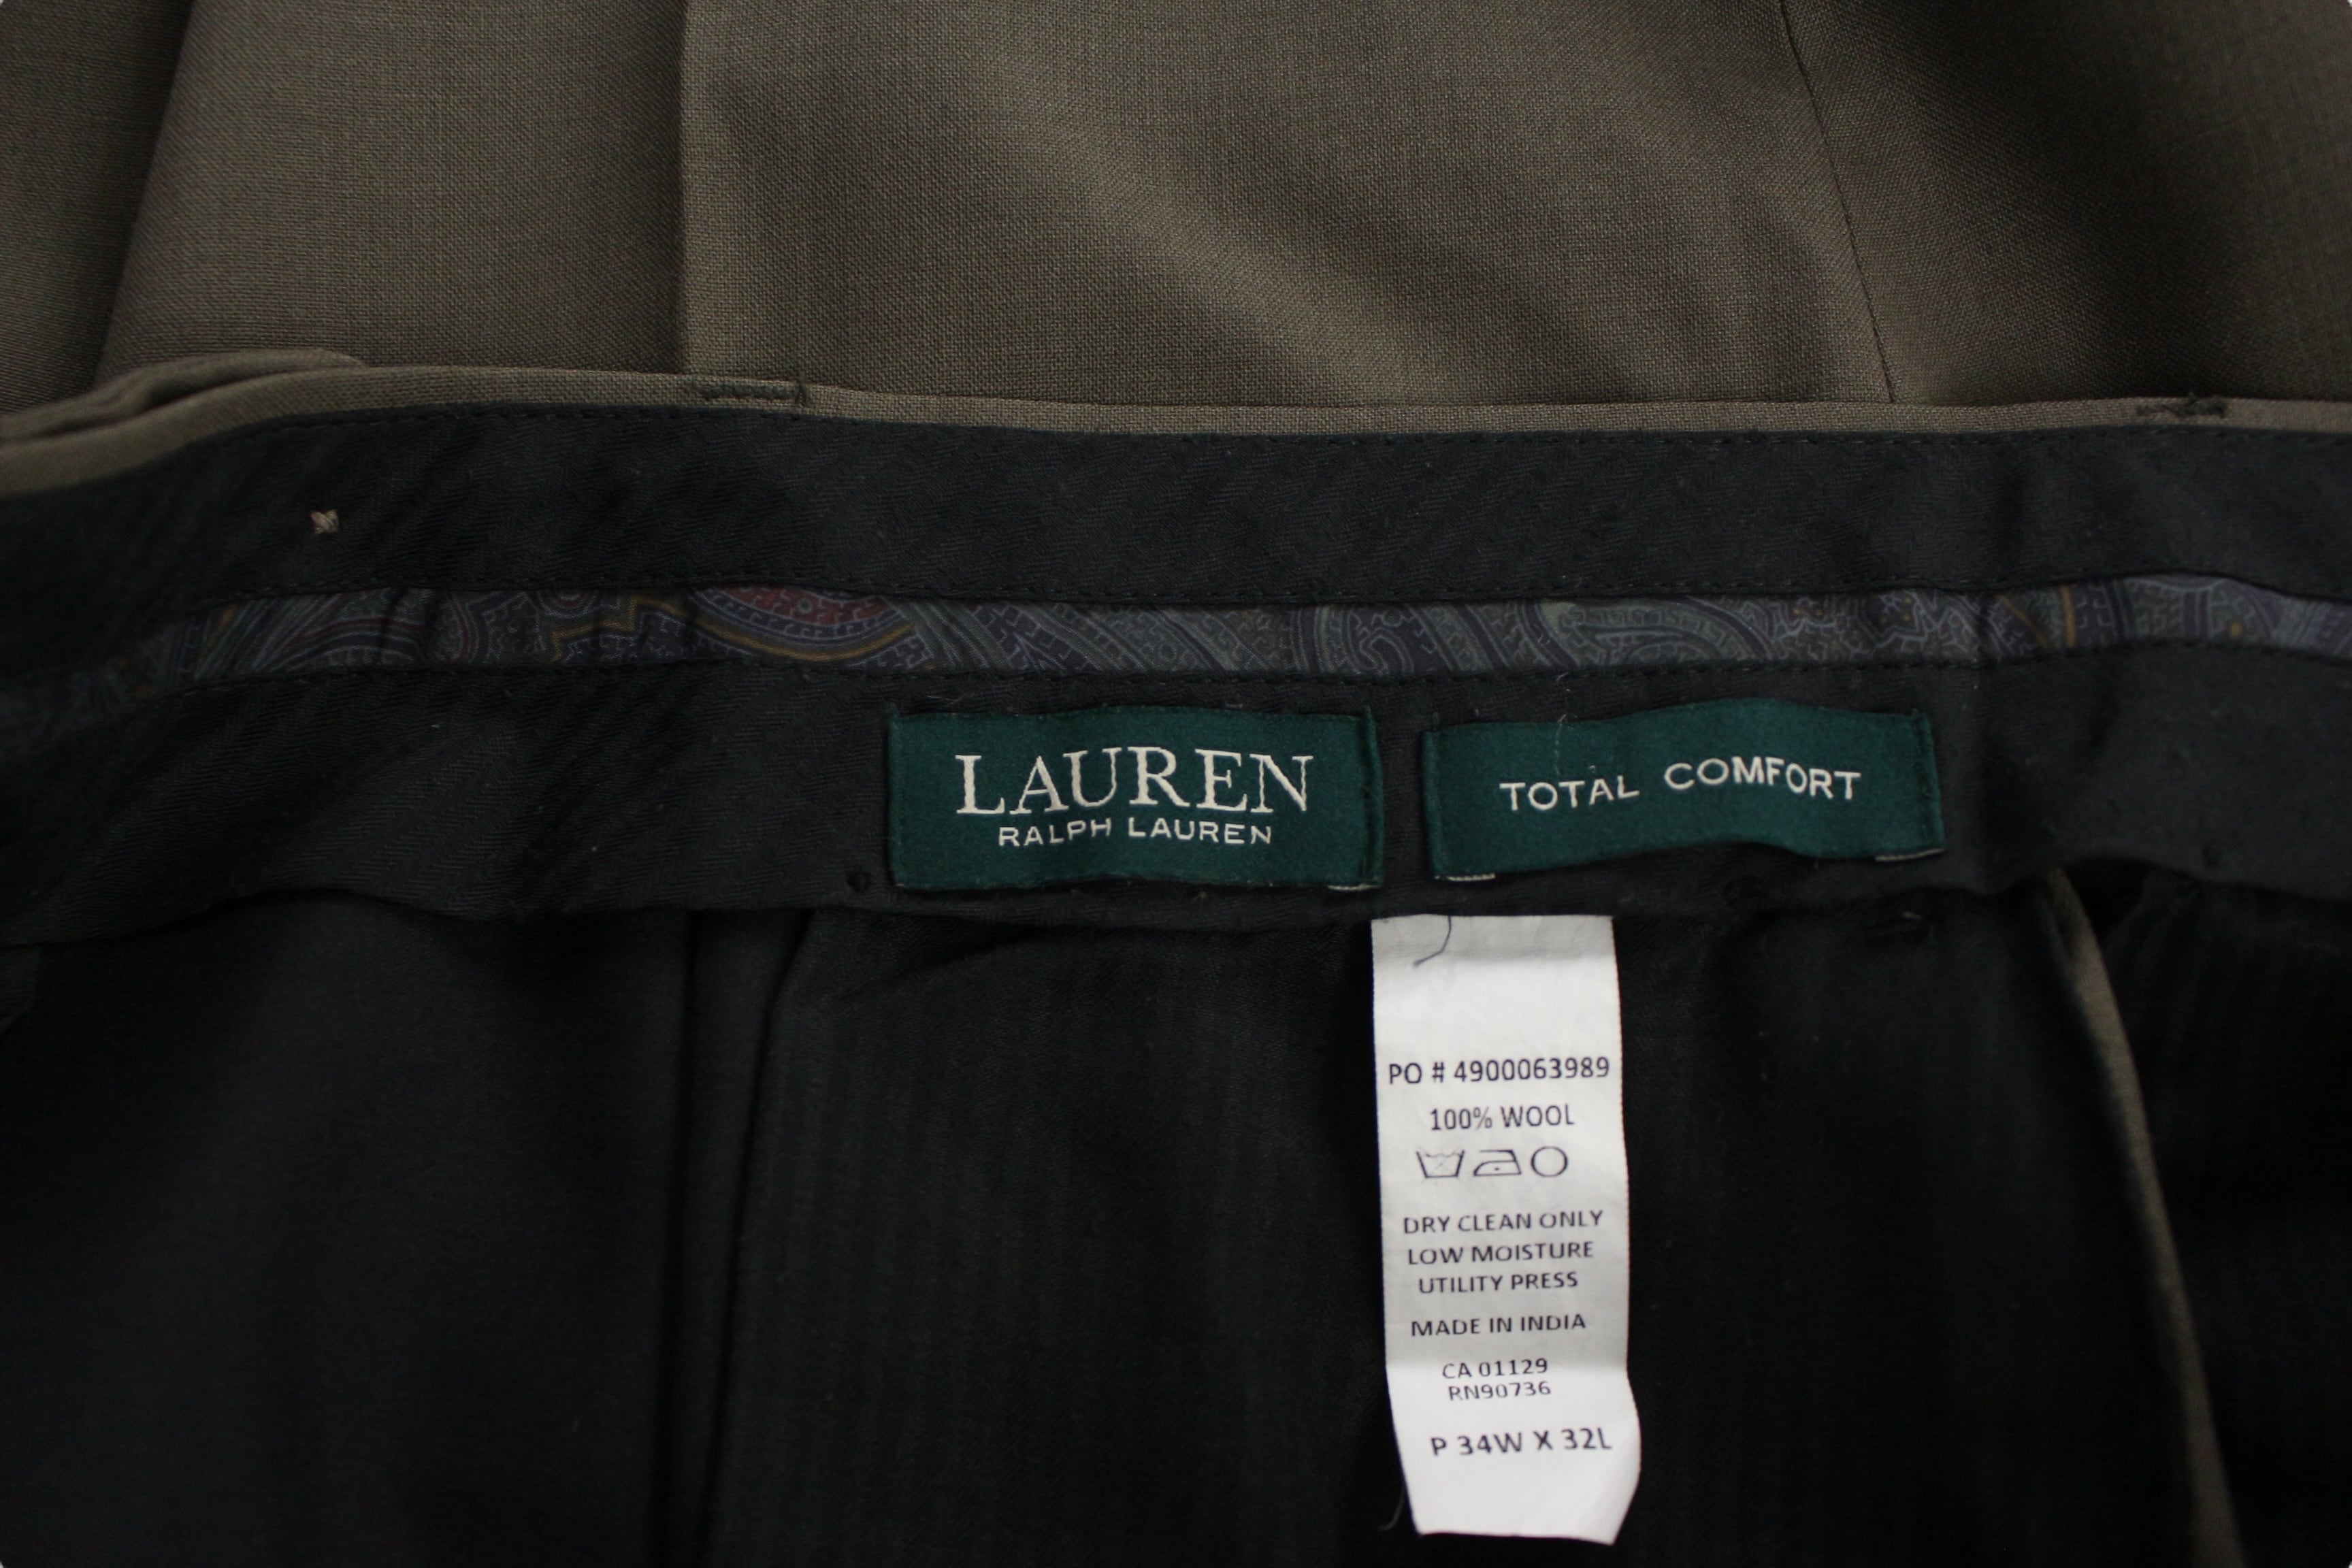 LAUREN
RALPH LAUREN
TOTAL COMFORT
PO # 4900063989
100% WOOL
DRY CLEAN ONLY
LOW MOISTURE
UTILITY PRESS
MADE IN INDIA
CA 01129
RN90736
P 34W X 32L